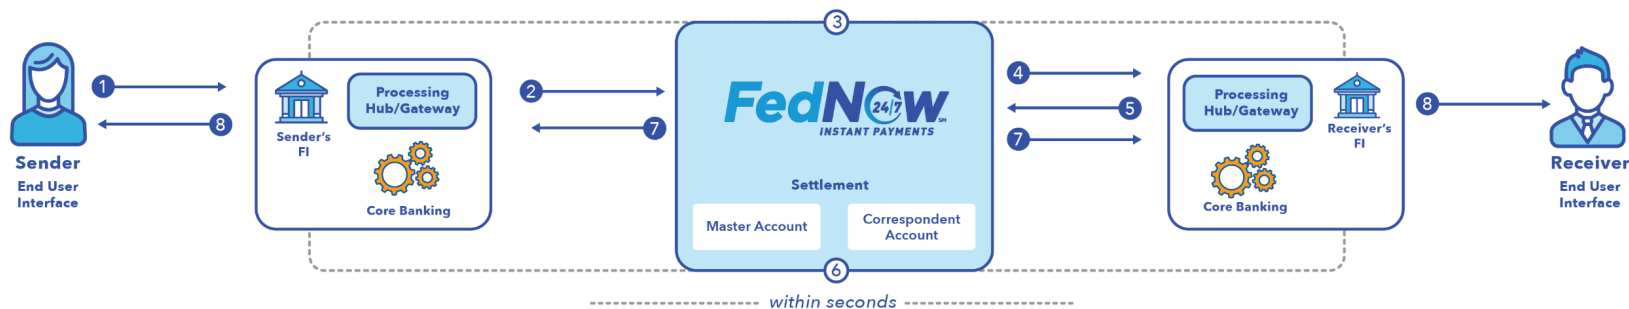 1
8
Sender
End User
Interface
Sender's
FI
Processing
Hub/Gateway
Core Banking
2
7
3
FedNow
24/7
SM
INSTANT PAYMENTS
Settlement
Master Account
Correspondent
Account
6
within seconds
4
5
7
Processing
Hub/Gateway
Receiver's
FI
Core Banking
8
Receiver
End User
Interface